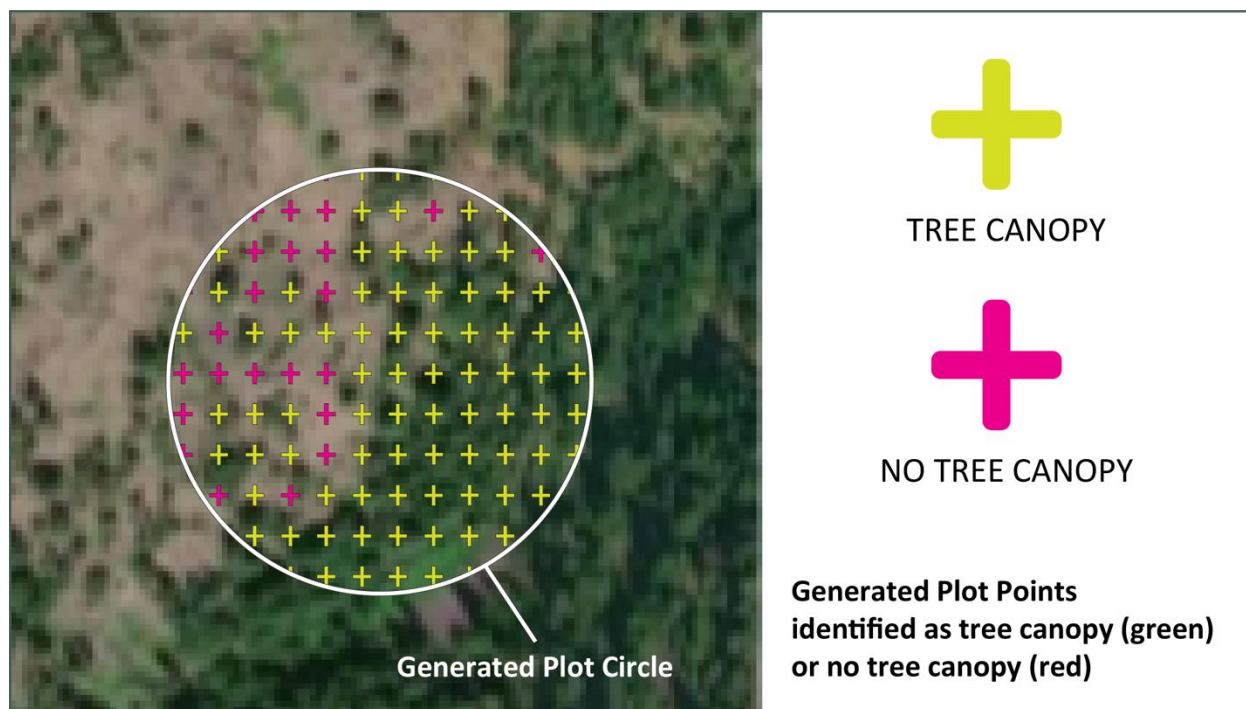 TREE CANOPY
NO TREE CANOPY
Generated Plot Points
identified as tree canopy (green)
or no tree canopy (red)
Generated Plot Circle